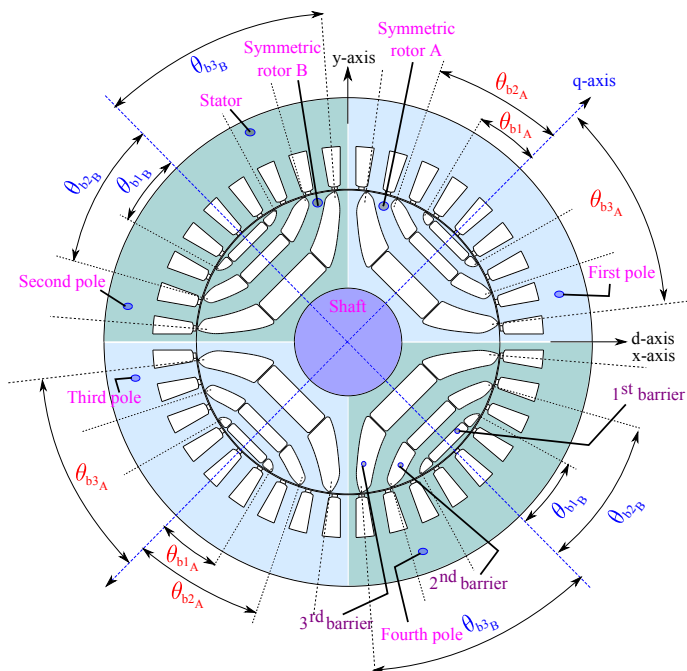 θb3B
Symmetric
rotor B
Symmetric
rotor A
y-axis
q-axis
θb2A
θb1A
Stator
θb2B
θb1B
θb3A
Second pole
First pole
Shaft
d-axis
x-axis
Third pole
1st barrier
θb3A
θb1B
θb2B
θb1A
θb2A
2nd barrier
3rd barrier
Fourth pole
θb3B